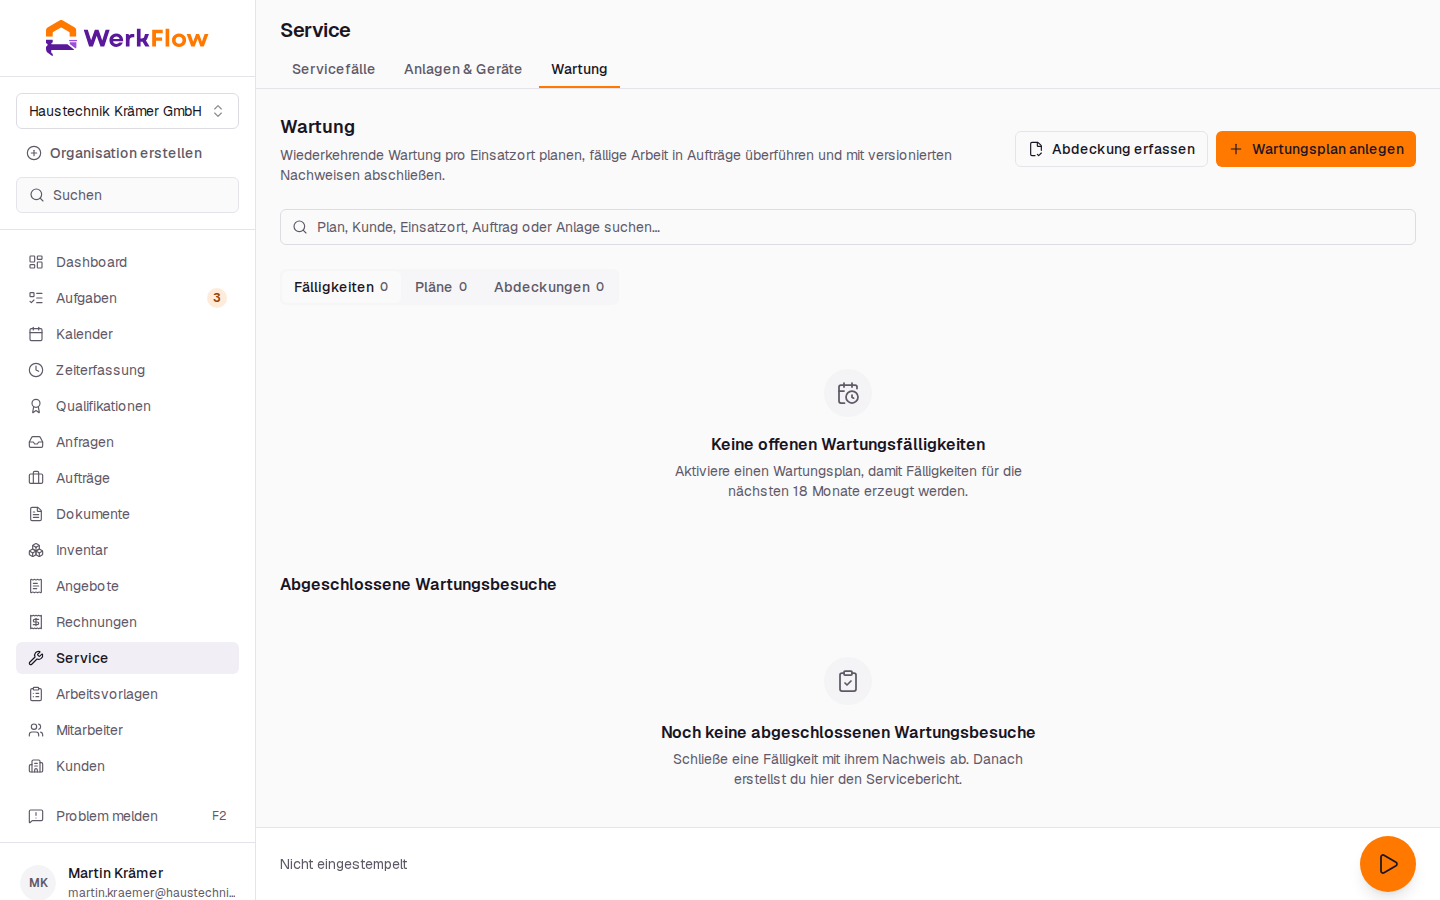 WerkFlow
Haustechnik Krämer GmbH
Organisation erstellen
Suchen
Dashboard
Aufgaben 3
Kalender
Zeiterfassung
Qualifikationen
Anfragen
Aufträge
Dokumente
Inventar
Angebote
Rechnungen
Service
Arbeitsvorlagen
Mitarbeiter
Kunden
Problem melden F2
MK
Martin Krämer
martin.kraemer@haustechni...
Service
Servicefälle Anlagen & Geräte Wartung
Wartung
Wiederkehrende Wartung pro Einsatzort planen, fällige Arbeit in Aufträge überführen und mit versionierten
Nachweisen abschließen.
Abdeckung erfassen
Wartungsplan anlegen
Plan, Kunde, Einsatzort, Auftrag oder Anlage suchen...
Fälligkeiten 0 Pläne 0 Abdeckungen 0
Keine offenen Wartungsfälligkeiten
Aktiviere einen Wartungsplan, damit Fälligkeiten für die
nächsten 18 Monate erzeugt werden.
Abgeschlossene Wartungsbesuche
Noch keine abgeschlossenen Wartungsbesuche
Schließe eine Fälligkeit mit ihrem Nachweis ab. Danach
erstellst du hier den Servicebericht.
Nicht eingestempelt